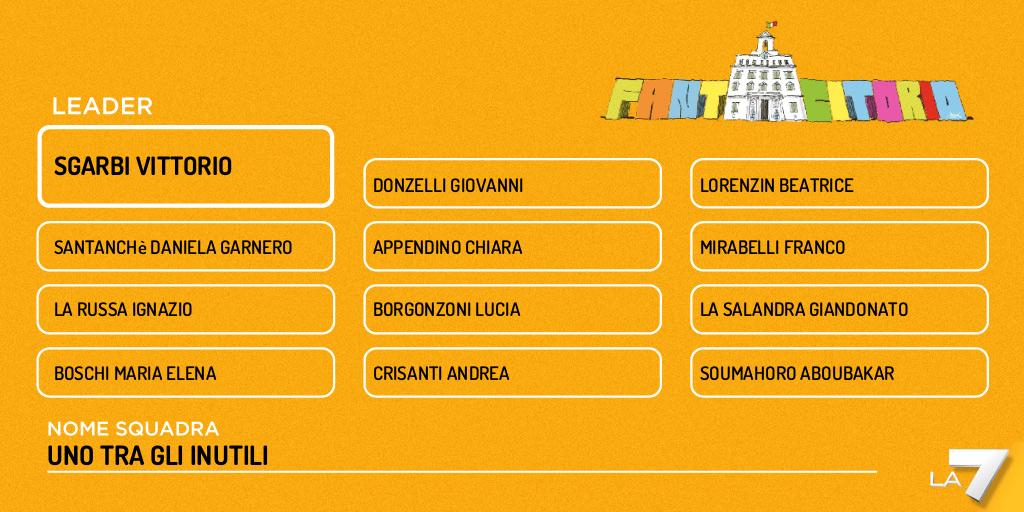 FANTACITORIO
LEADER
SGARBI VITTORIO
SANTANCHè DANIELA GARNERO
LA RUSSA IGNAZIO
BOSCHI MARIA ELENA
DONZELLI GIOVANNI
APPENDINO CHIARA
BORGONZONI LUCIA
CRISANTI ANDREA
LORENZIN BEATRICE
MIRABELLI FRANCO
LA SALANDRA GIANDONATO
SOUMAHORO ABOUBAKAR
NOME SQUADRA
UNO TRA GLI INUTILI
LA7